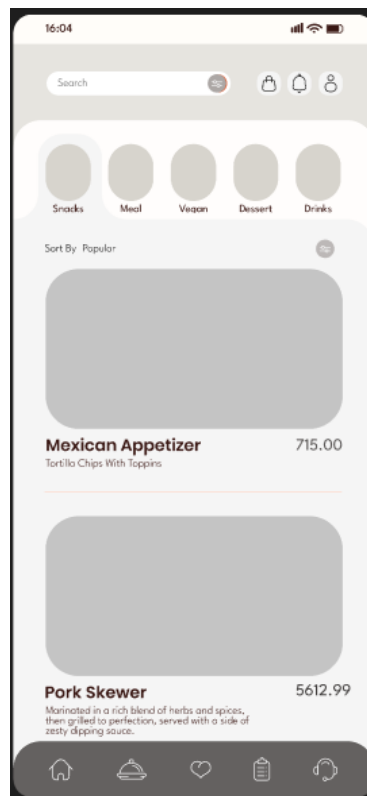 16:04
Search
Snacks Meal Vegan Dessert Drinks
Sort By Popular
Mexican Appetizer 715.00
Tortilla Chips With Toppins
Pork Skewer 5612.99
Marinated in a rich blend of herbs and spices,
then grilled to perfection, served with a side of
zesty dipping sauce.